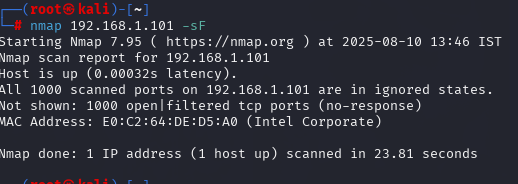 ┌──(root㉿kali)-[~]
└─# nmap 192.168.1.101 -sF
Starting Nmap 7.95 ( https://nmap.org ) at 2025-08-10 13:46 IST
Nmap scan report for 192.168.1.101
Host is up (0.00032s latency).
All 1000 scanned ports on 192.168.1.101 are in ignored states.
Not shown: 1000 open|filtered tcp ports (no-response)
MAC Address: E0:C2:64:DE:D5:A0 (Intel Corporate)

Nmap done: 1 IP address (1 host up) scanned in 23.81 seconds

┌──(root㉿kali)-[~]